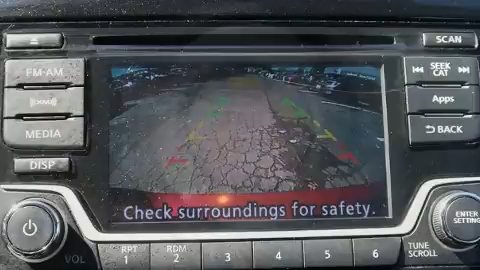 SCAN
FM-AM
SEEK
CAT
(SXM)
Apps
MEDIA
BACK
DISP
Check surroundings for safety.
VOL
RPT
1
RDM
2
3
4
5
6
TUNE
SCROLL
ENTER
SETTING